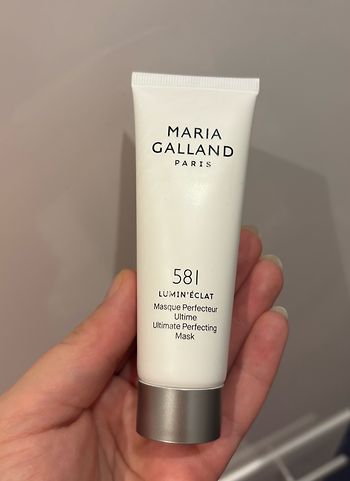 MARIA
GALLAND
PARIS
581
LUMIN'ÉCLAT
Masque Perfecteur
Ultime
Ultimate Perfecting
Mask